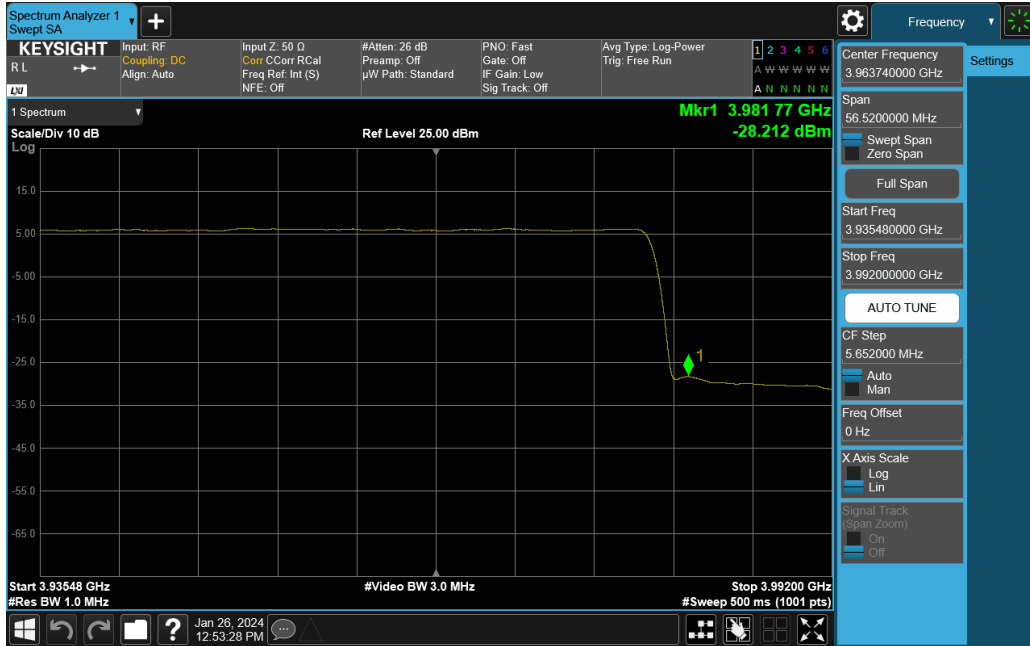 Spectrum Analyzer 1
Swept SA
Frequency
KEYSIGHT
R L
LXI
Input: RF
Coupling: DC
Align: Auto
Input Z: 50 Ω
Corr CCorr RCal
Freq Ref: Int (S)
NFE: Off
#Atten: 26 dB
Preamp: Off
µW Path: Standard
PNO: Fast
Gate: Off
IF Gain: Low
Sig Track: Off
Avg Type: Log-Power
Trig: Free Run
1 2 3 4 5 6
A W W W W W
A N N N N N
1 Spectrum
Scale/Div 10 dB
Log
Ref Level 25.00 dBm
Mkr1 3.981 77 GHz
-28.212 dBm
15.0
5.00
-5.00
-15.0
-25.0
-35.0
-45.0
-55.0
-65.0
1
Start 3.93548 GHz
#Res BW 1.0 MHz
#Video BW 3.0 MHz
Stop 3.99200 GHz
#Sweep 500 ms (1001 pts)
Jan 26, 2024
12:53:28 PM
?
Center Frequency
3.963740000 GHz
Settings
Span
56.5200000 MHz
Swept Span
Zero Span
Full Span
Start Freq
3.935480000 GHz
Stop Freq
3.992000000 GHz
AUTO TUNE
CF Step
5.652000 MHz
Auto
Man
Freq Offset
0 Hz
X Axis Scale
Log
Lin
Signal Track
(Span Zoom)
On
Off